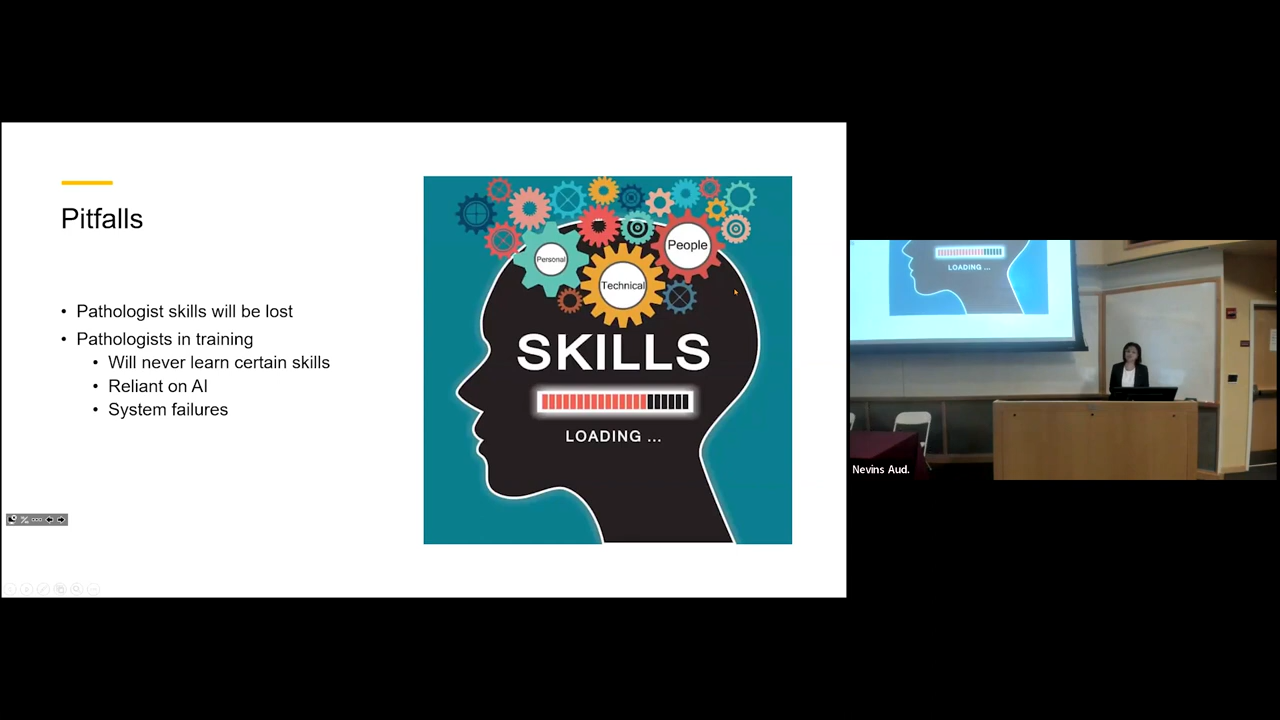 Pitfalls
• Pathologist skills will be lost
• Pathologists in training
• Will never learn certain skills
• Reliant on AI
• System failures
Personal
Technical
People
SKILLS
LOADING ...
LOADING ...
Nevins Aud.